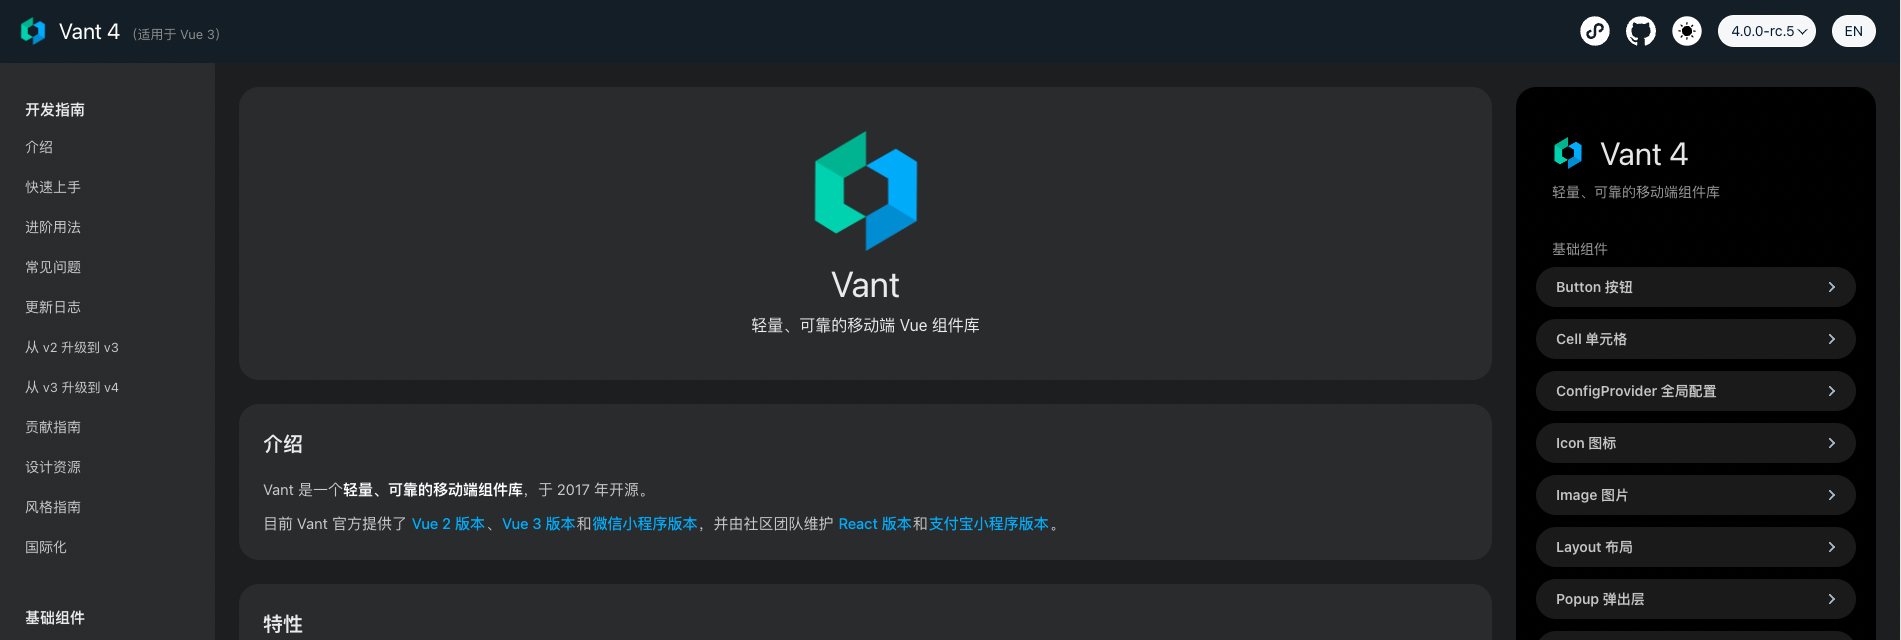 Vant 4 (适用于 Vue 3)
4.0.0-rc.5
EN
开发指南
介绍
快速上手
进阶用法
常见问题
更新日志
从 v2 升级到 v3
从 v3 升级到 v4
贡献指南
设计资源
风格指南
国际化
基础组件
Vant
轻量、可靠的移动端 Vue 组件库
介绍
Vant 是一个轻量、可靠的移动端组件库，于 2017 年开源。
目前 Vant 官方提供了 Vue 2 版本、Vue 3 版本和微信小程序版本，并由社区团队维护 React 版本和支付宝小程序版本。
特性
Vant 4
轻量、可靠的移动端组件库
基础组件
Button 按钮
Cell 单元格
ConfigProvider 全局配置
Icon 图标
Image 图片
Layout 布局
Popup 弹出层